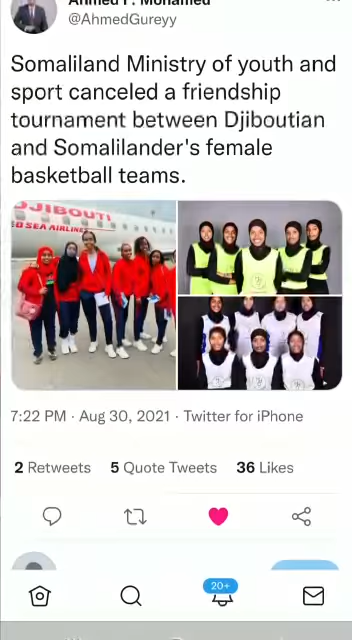 Ahmed F. Mohamed
@AhmedGureyy
Somaliland Ministry of youth and
sport canceled a friendship
tournament between Djiboutian
and Somalilander's female
basketball teams.
DJIBOUTI
RED SEA AIRLINES
7:22 PM · Aug 30, 2021 · Twitter for iPhone
2 Retweets 5 Quote Tweets 36 Likes
20+